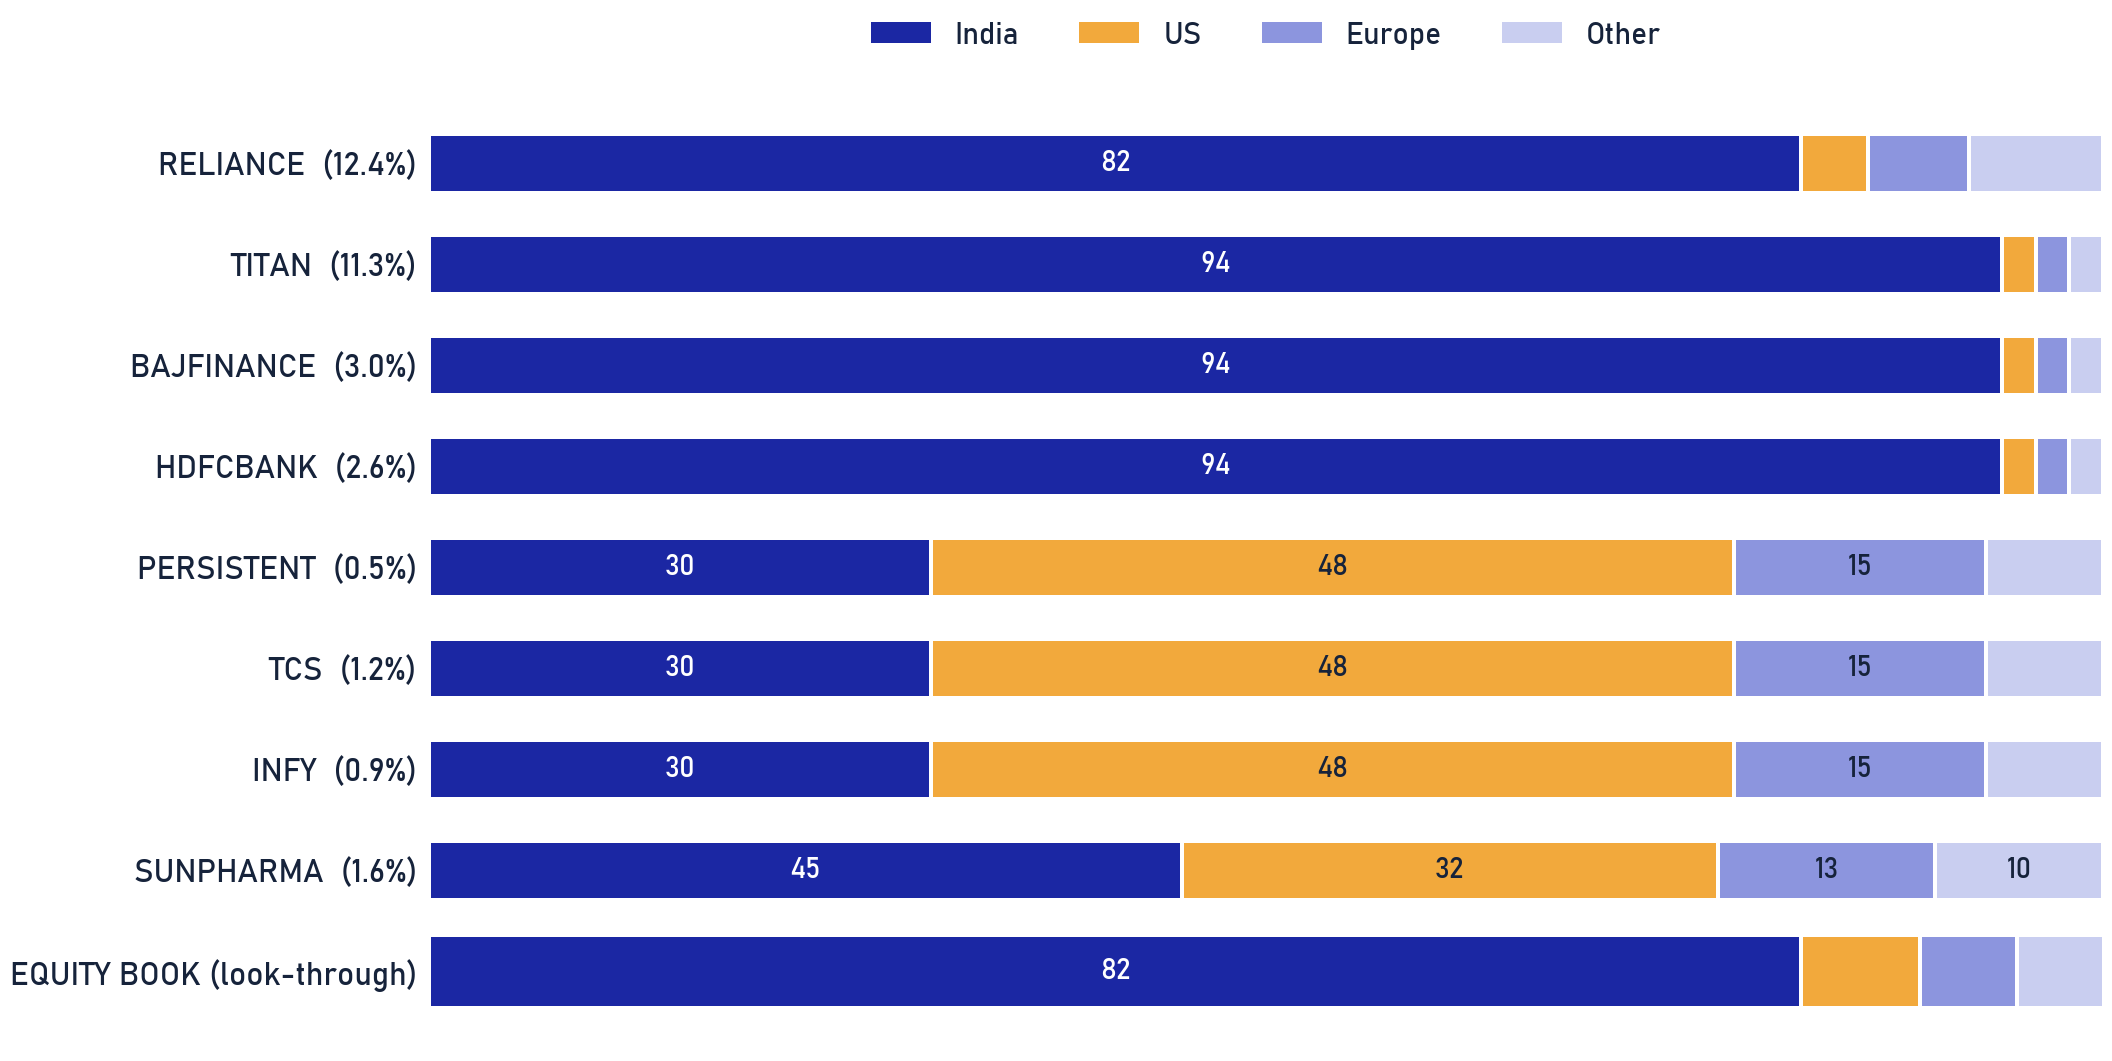 India US Europe Other
RELIANCE (12.4%) 82
TITAN (11.3%) 94
BAJFINANCE (3.0%) 94
HDFCBANK (2.6%) 94
PERSISTENT (0.5%) 30 48 15
TCS (1.2%) 30 48 15
INFY (0.9%) 30 48 15
SUNPHARMA (1.6%) 45 32 13 10
EQUITY BOOK (look-through) 82